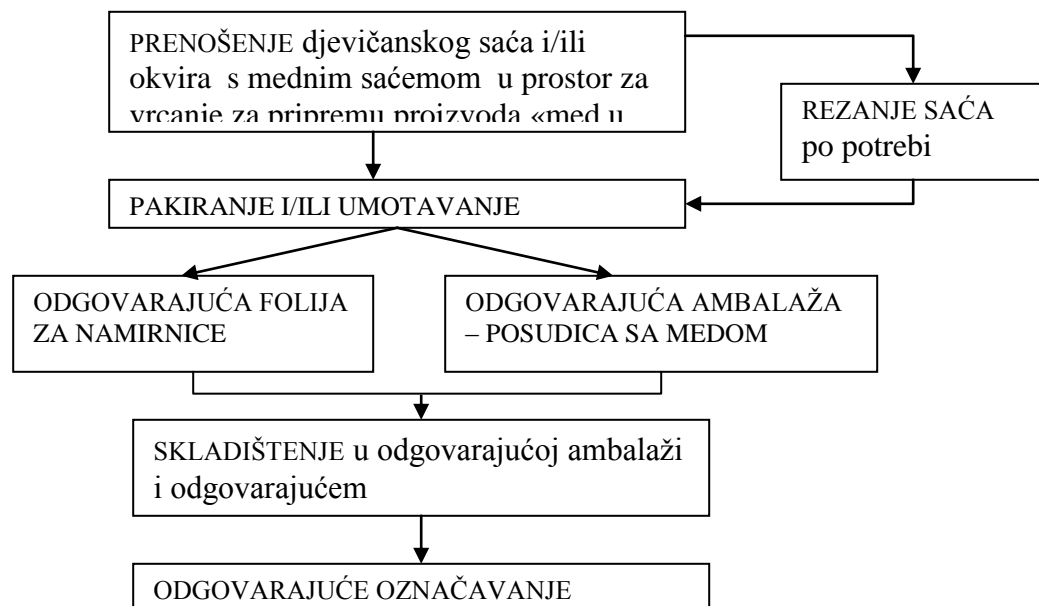 PRENOŠENJE djevičanskog saća i/ili
okvira s mednim saćemom u prostor za
vrcanje za pripremu proizvoda «med u
REZANJE SAĆA
po potrebi
PAKIRANJE I/ILI UMOTAVANJE
ODGOVARAJUĆA FOLIJA
ZA NAMIRNICE
ODGOVARAJUĆA AMBALAŽA
– POSUDICA SA MEDOM
SKLADIŠTENJE u odgovarajućoj ambalaži
i odgovarajućem
ODGOVARAJUĆE OZNAČAVANJE